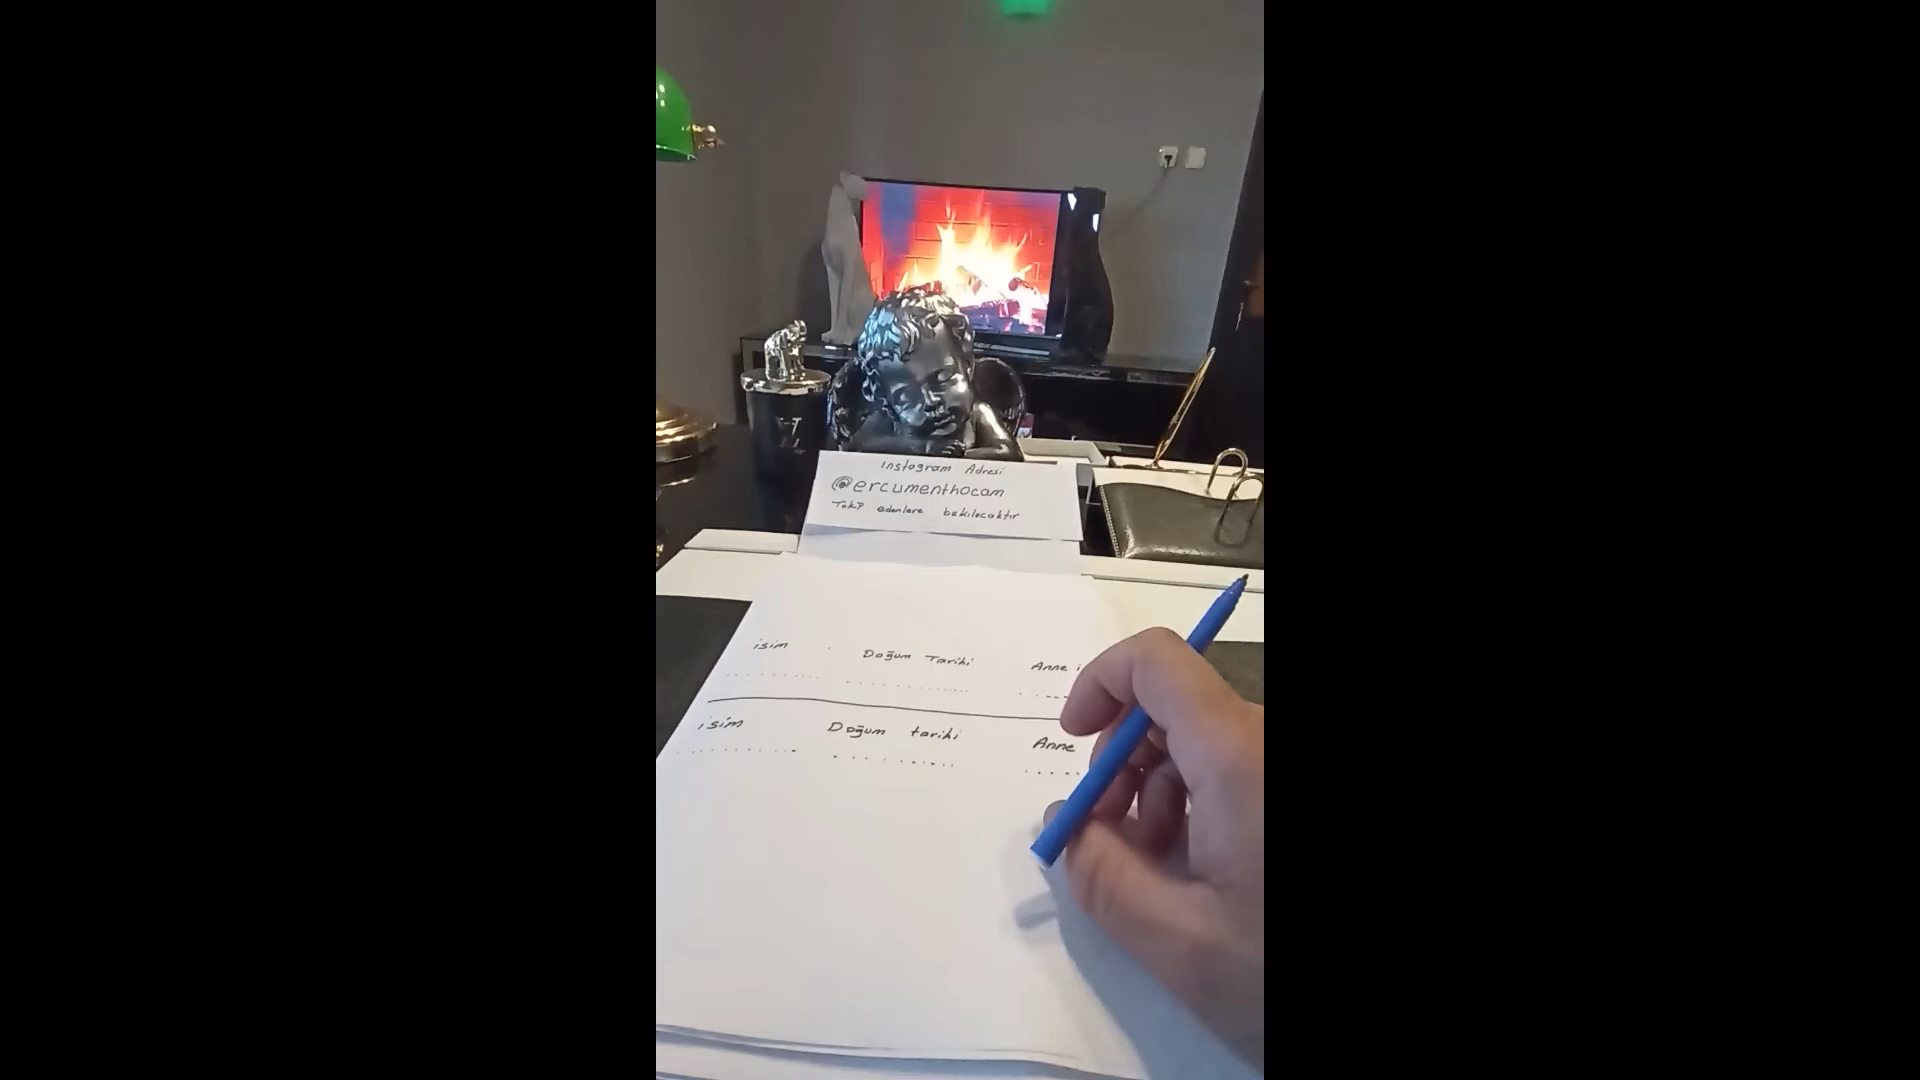 instagram Adresi
@ercumenthocam
Takip edenlere bakılacaktır
isim Doğum Tarihi Anne i
isim Doğum tarihi Anne